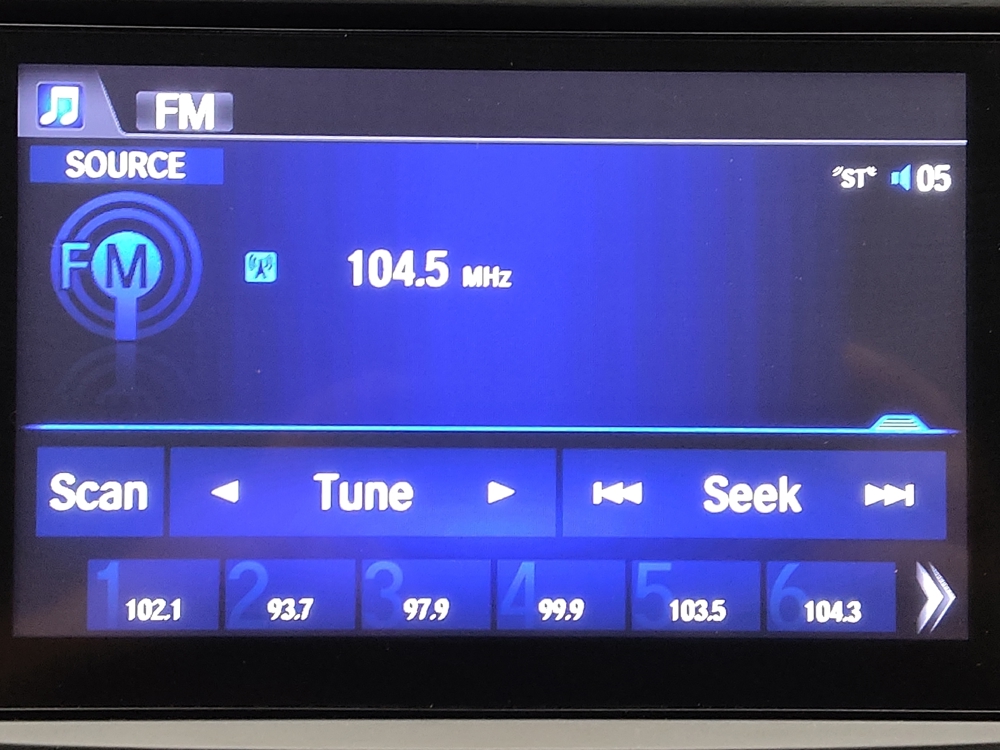 FM
SOURCE
"ST" 05
FM
104.5 MHz
Scan ◄ Tune ► Seek
1 102.1 2 93.7 3 97.9 4 99.9 5 103.5 6 104.3